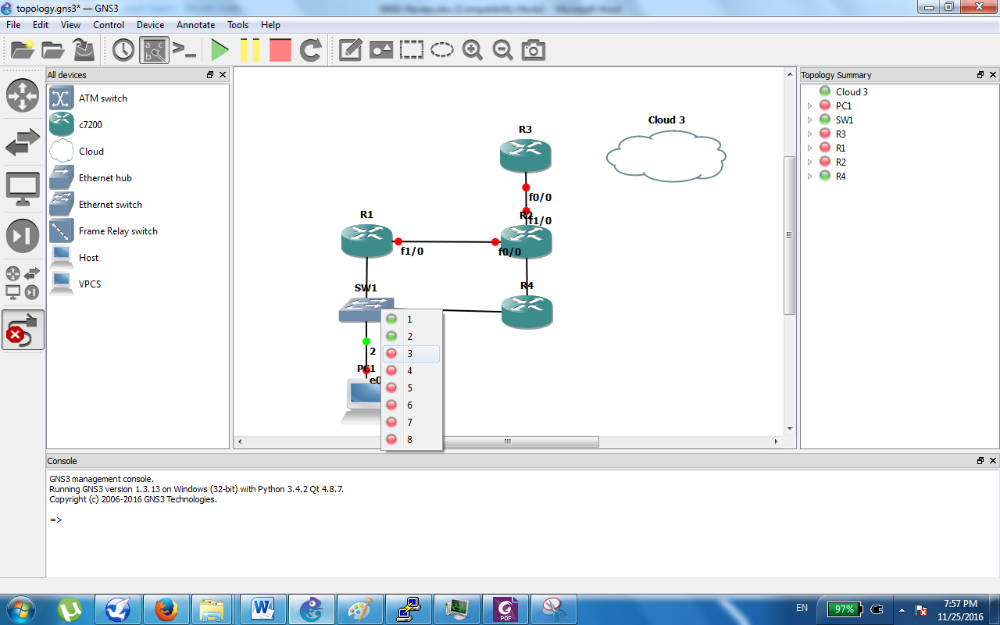 topology.gns3* — GNS3
File Edit View Control Device Annotate Tools Help
All devices
ATM switch
c7200
Cloud
Ethernet hub
Ethernet switch
Frame Relay switch
Host
VPCS
Cloud 3
R3
f0/0
R2
f1/0
R1
f1/0
f0/0
SW1
R4
2
PC1
e0
1
2
3
4
5
6
7
8
Topology Summary
Cloud 3
PC1
SW1
R3
R1
R2
R4
Console
GNS3 management console.
Running GNS3 version 1.3.13 on Windows (32-bit) with Python 3.4.2 Qt 4.8.7.
Copyright (c) 2006-2016 GNS3 Technologies.
=>
PDF
EN
97%
7:57 PM
11/25/2016